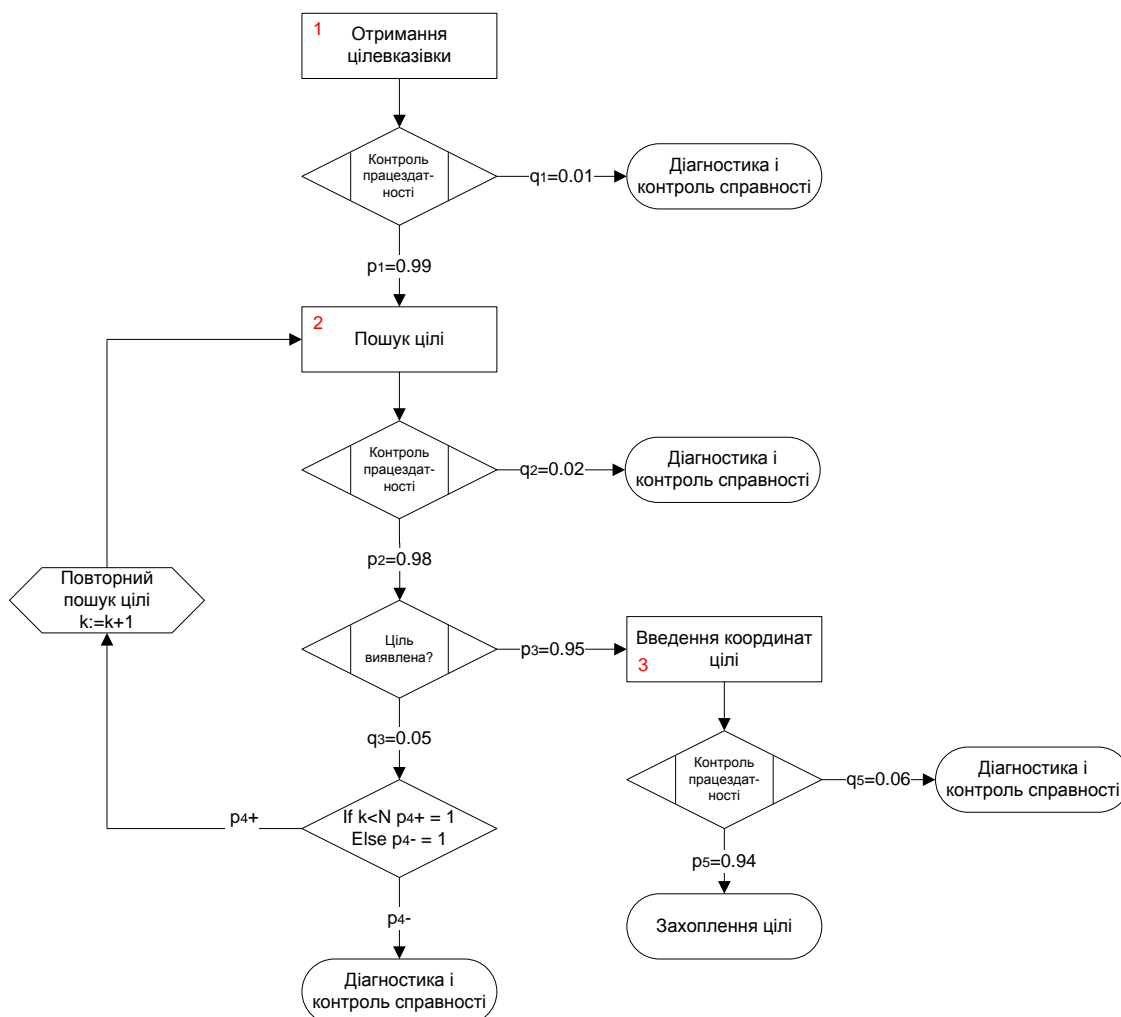 1
Отримання
цілевказівки
Контроль
працездат-
ності
q1=0.01
Діагностика і
контроль справності
p1=0.99
2
Пошук цілі
Контроль
працездат-
ності
q2=0.02
Діагностика і
контроль справності
p2=0.98
Повторний
пошук цілі
k:=k+1
Ціль
виявлена?
p3=0.95
Введення координат
цілі
3
q3=0.05
Контроль
працездат-
ності
q5=0.06
Діагностика і
контроль справності
p4+
If k<N p4+ = 1
Else p4- = 1
p5=0.94
p4-
Захоплення цілі
Діагностика і
контроль справності